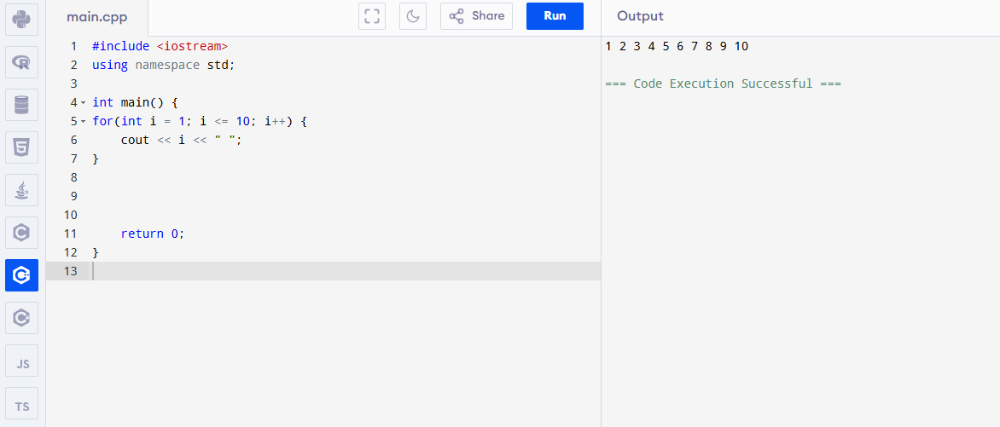 main.cpp
Share
Run
Output
1 #include <iostream>
2 using namespace std;
3
4 int main() {
5 for(int i = 1; i <= 10; i++) {
6     cout << i << " ";
7 }
8
9
10
11     return 0;
12 }
13
1 2 3 4 5 6 7 8 9 10
=== Code Execution Successful ===
R
5
C
C
C
JS
TS